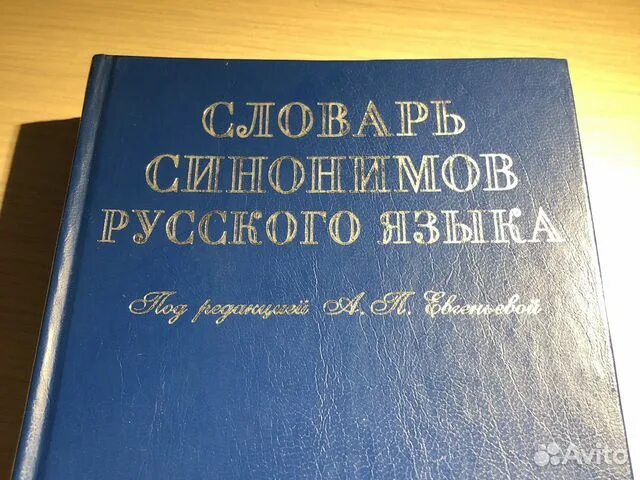 СЛОВАРЬ
СИНОНИМОВ
РУССКОГО ЯЗЫКА
Под редакцией А. П. Евгеньевой
Avito